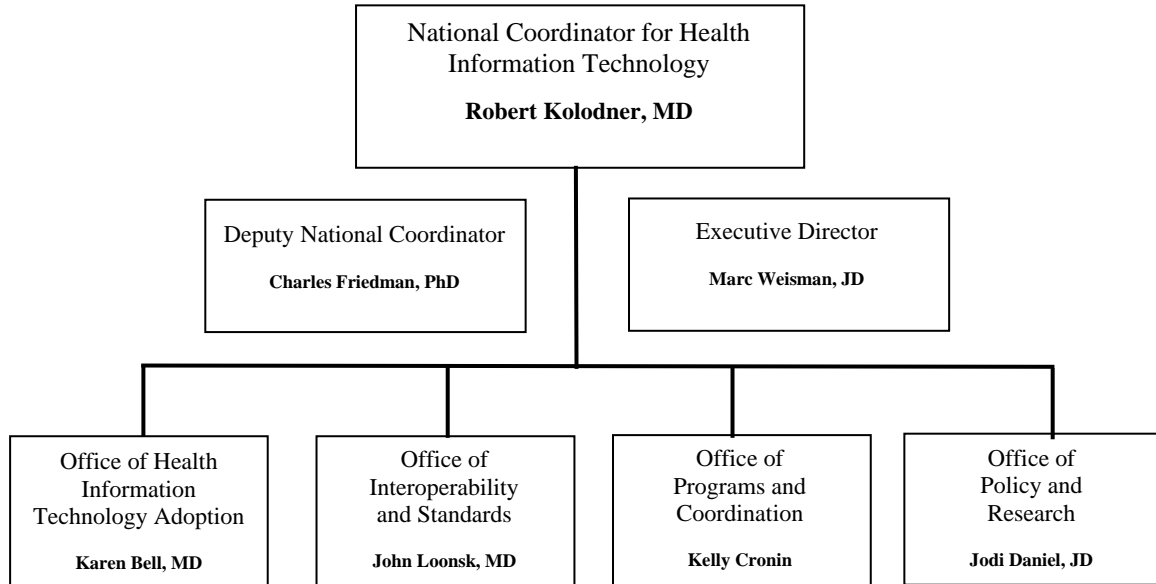 National Coordinator for Health
Information Technology
Robert Kolodner, MD
Deputy National Coordinator
Charles Friedman, PhD
Executive Director
Marc Weisman, JD
Office of Health
Information
Technology Adoption
Karen Bell, MD
Office of
Interoperability
and Standards
John Loonsk, MD
Office of
Programs and
Coordination
Kelly Cronin
Office of
Policy and
Research
Jodi Daniel, JD